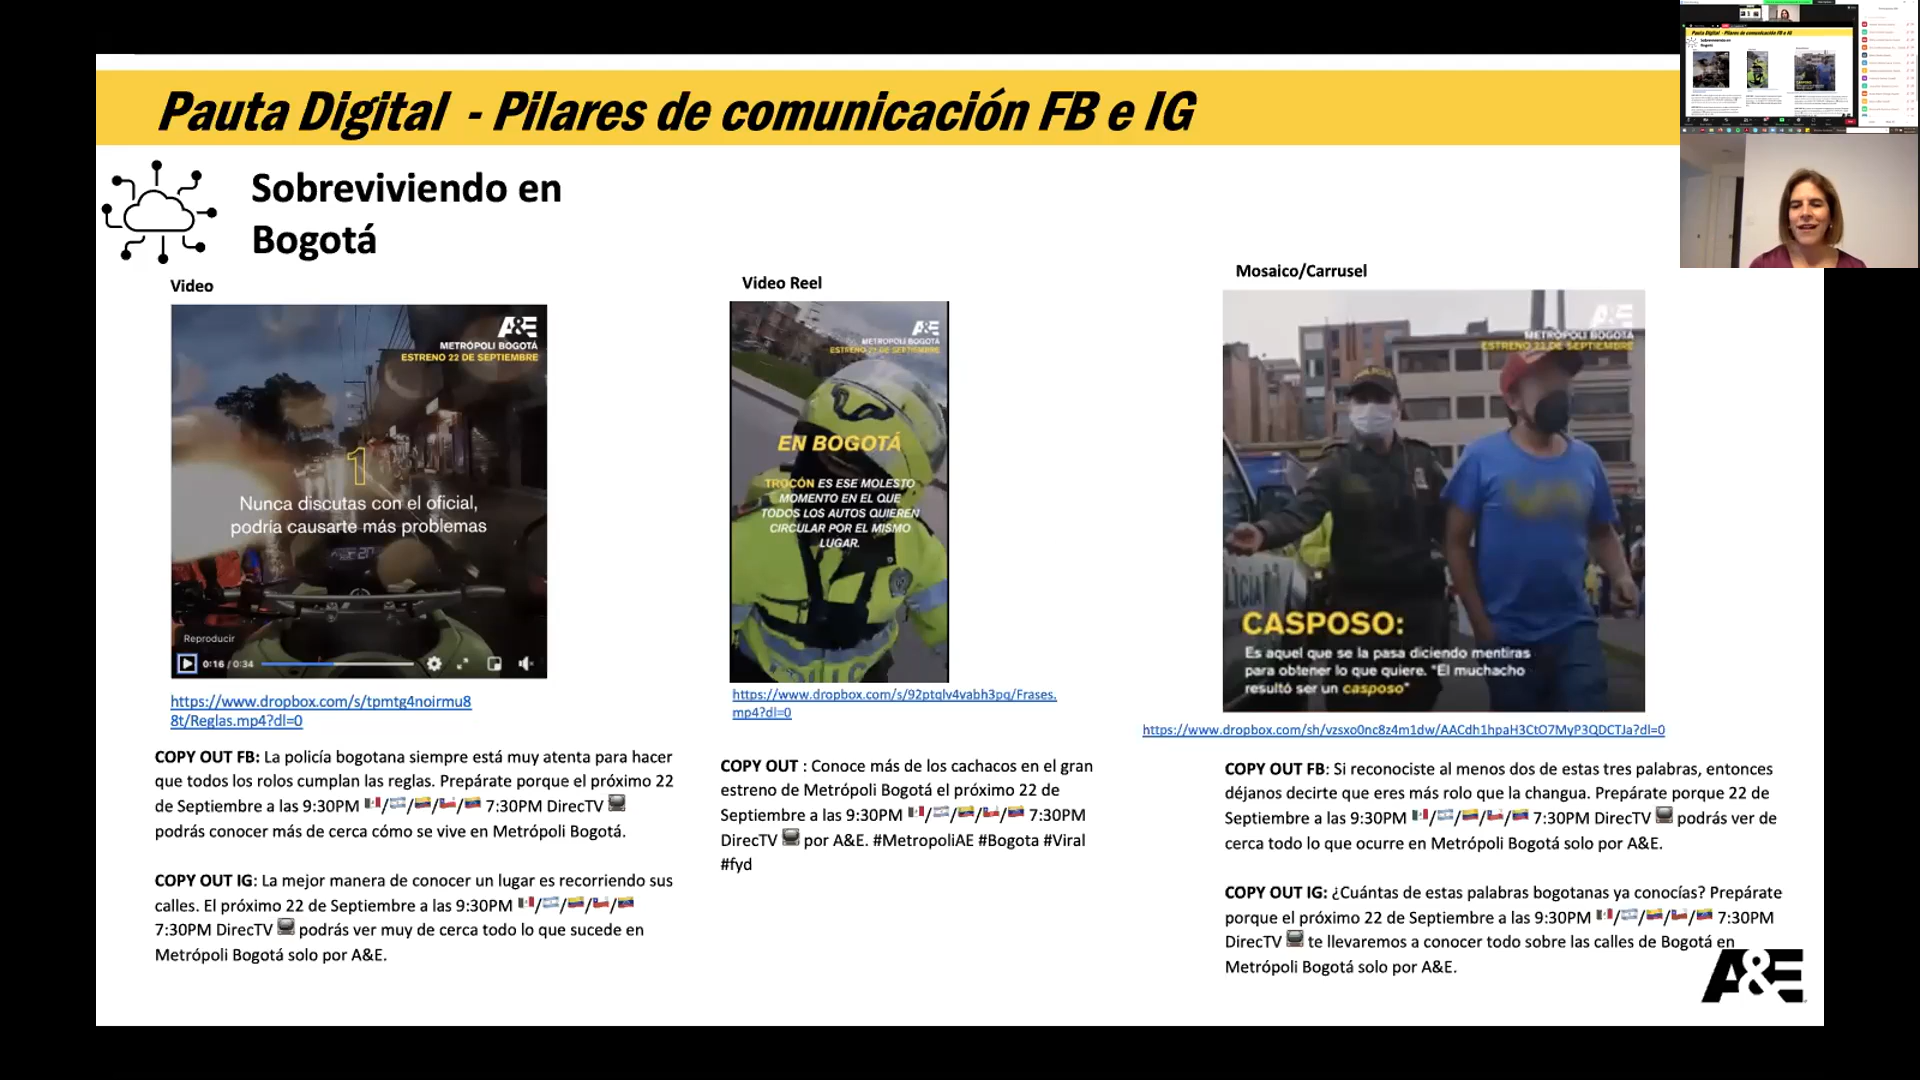 Pauta Digital - Pilares de comunicación FB e IG
Sobreviviendo en
Bogotá
Video
A&E
METRÓPOLI BOGOTÁ
ESTRENO 22 DE SEPTIEMBRE
1
Nunca discutas con el oficial,
podría causarte más problemas
Reproducir
0:16 / 0:34
https://www.dropbox.com/s/tpmtg4noirmu8
8t/Reglas.mp4?dl=0
COPY OUT FB: La policía bogotana siempre está muy atenta para hacer
que todos los rolos cumplan las reglas. Prepárate porque el próximo 22
de Septiembre a las 9:30PM 🇲🇽/🇦🇷/🇨🇴/🇨🇱/🇻🇪 7:30PM DirecTV 📺
podrás conocer más de cerca cómo se vive en Metrópoli Bogotá.
COPY OUT IG: La mejor manera de conocer un lugar es recorriendo sus
calles. El próximo 22 de Septiembre a las 9:30PM 🇲🇽/🇦🇷/🇨🇴/🇨🇱/🇻🇪
7:30PM DirecTV 📺 podrás ver muy de cerca todo lo que sucede en
Metrópoli Bogotá solo por A&E.
Video Reel
A&E
METRÓPOLI BOGOTÁ
ESTRENO 22 DE SEPTIEMBRE
EN BOGOTÁ
TROCÓN ES ESE MOLESTO
MOMENTO EN EL QUE
TODOS LOS AUTOS QUIEREN
CIRCULAR POR EL MISMO
LUGAR.
https://www.dropbox.com/s/92ptqlv4vabh3pq/Frases.
mp4?dl=0
COPY OUT : Conoce más de los cachacos en el gran
estreno de Metrópoli Bogotá el próximo 22 de
Septiembre a las 9:30PM 🇲🇽/🇦🇷/🇨🇴/🇨🇱/🇻🇪 7:30PM
DirecTV 📺 por A&E. #MetropoliAE #Bogota #Viral
#fyd
Mosaico/Carrusel
A&E
METRÓPOLI BOGOTÁ
ESTRENO 22 DE SEPTIEMBRE
CASPOSO:
Es aquel que se la pasa diciendo mentiras
para obtener lo que quiere. "El muchacho
resultó ser un casposo"
https://www.dropbox.com/sh/vzsxo0nc8z4m1dw/AACdh1hpaH3CtO7MyP3QDCTJa?dl=0
COPY OUT FB: Si reconociste al menos dos de estas tres palabras, entonces
déjanos decirte que eres más rolo que la changua. Prepárate porque 22 de
Septiembre a las 9:30PM 🇲🇽/🇦🇷/🇨🇴/🇨🇱/🇻🇪 7:30PM DirecTV 📺 podrás ver de
cerca todo lo que ocurre en Metrópoli Bogotá solo por A&E.
COPY OUT IG: ¿Cuántas de estas palabras bogotanas ya conocías? Prepárate
porque el próximo 22 de Septiembre a las 9:30PM 🇲🇽/🇦🇷/🇨🇴/🇨🇱/🇻🇪 7:30PM
DirecTV 📺 te llevaremos a conocer todo sobre las calles de Bogotá en
Metrópoli Bogotá solo por A&E.
A&E
Pauta Digital - Pilares de comunicación FB e IG
Sobreviviendo en
Bogotá